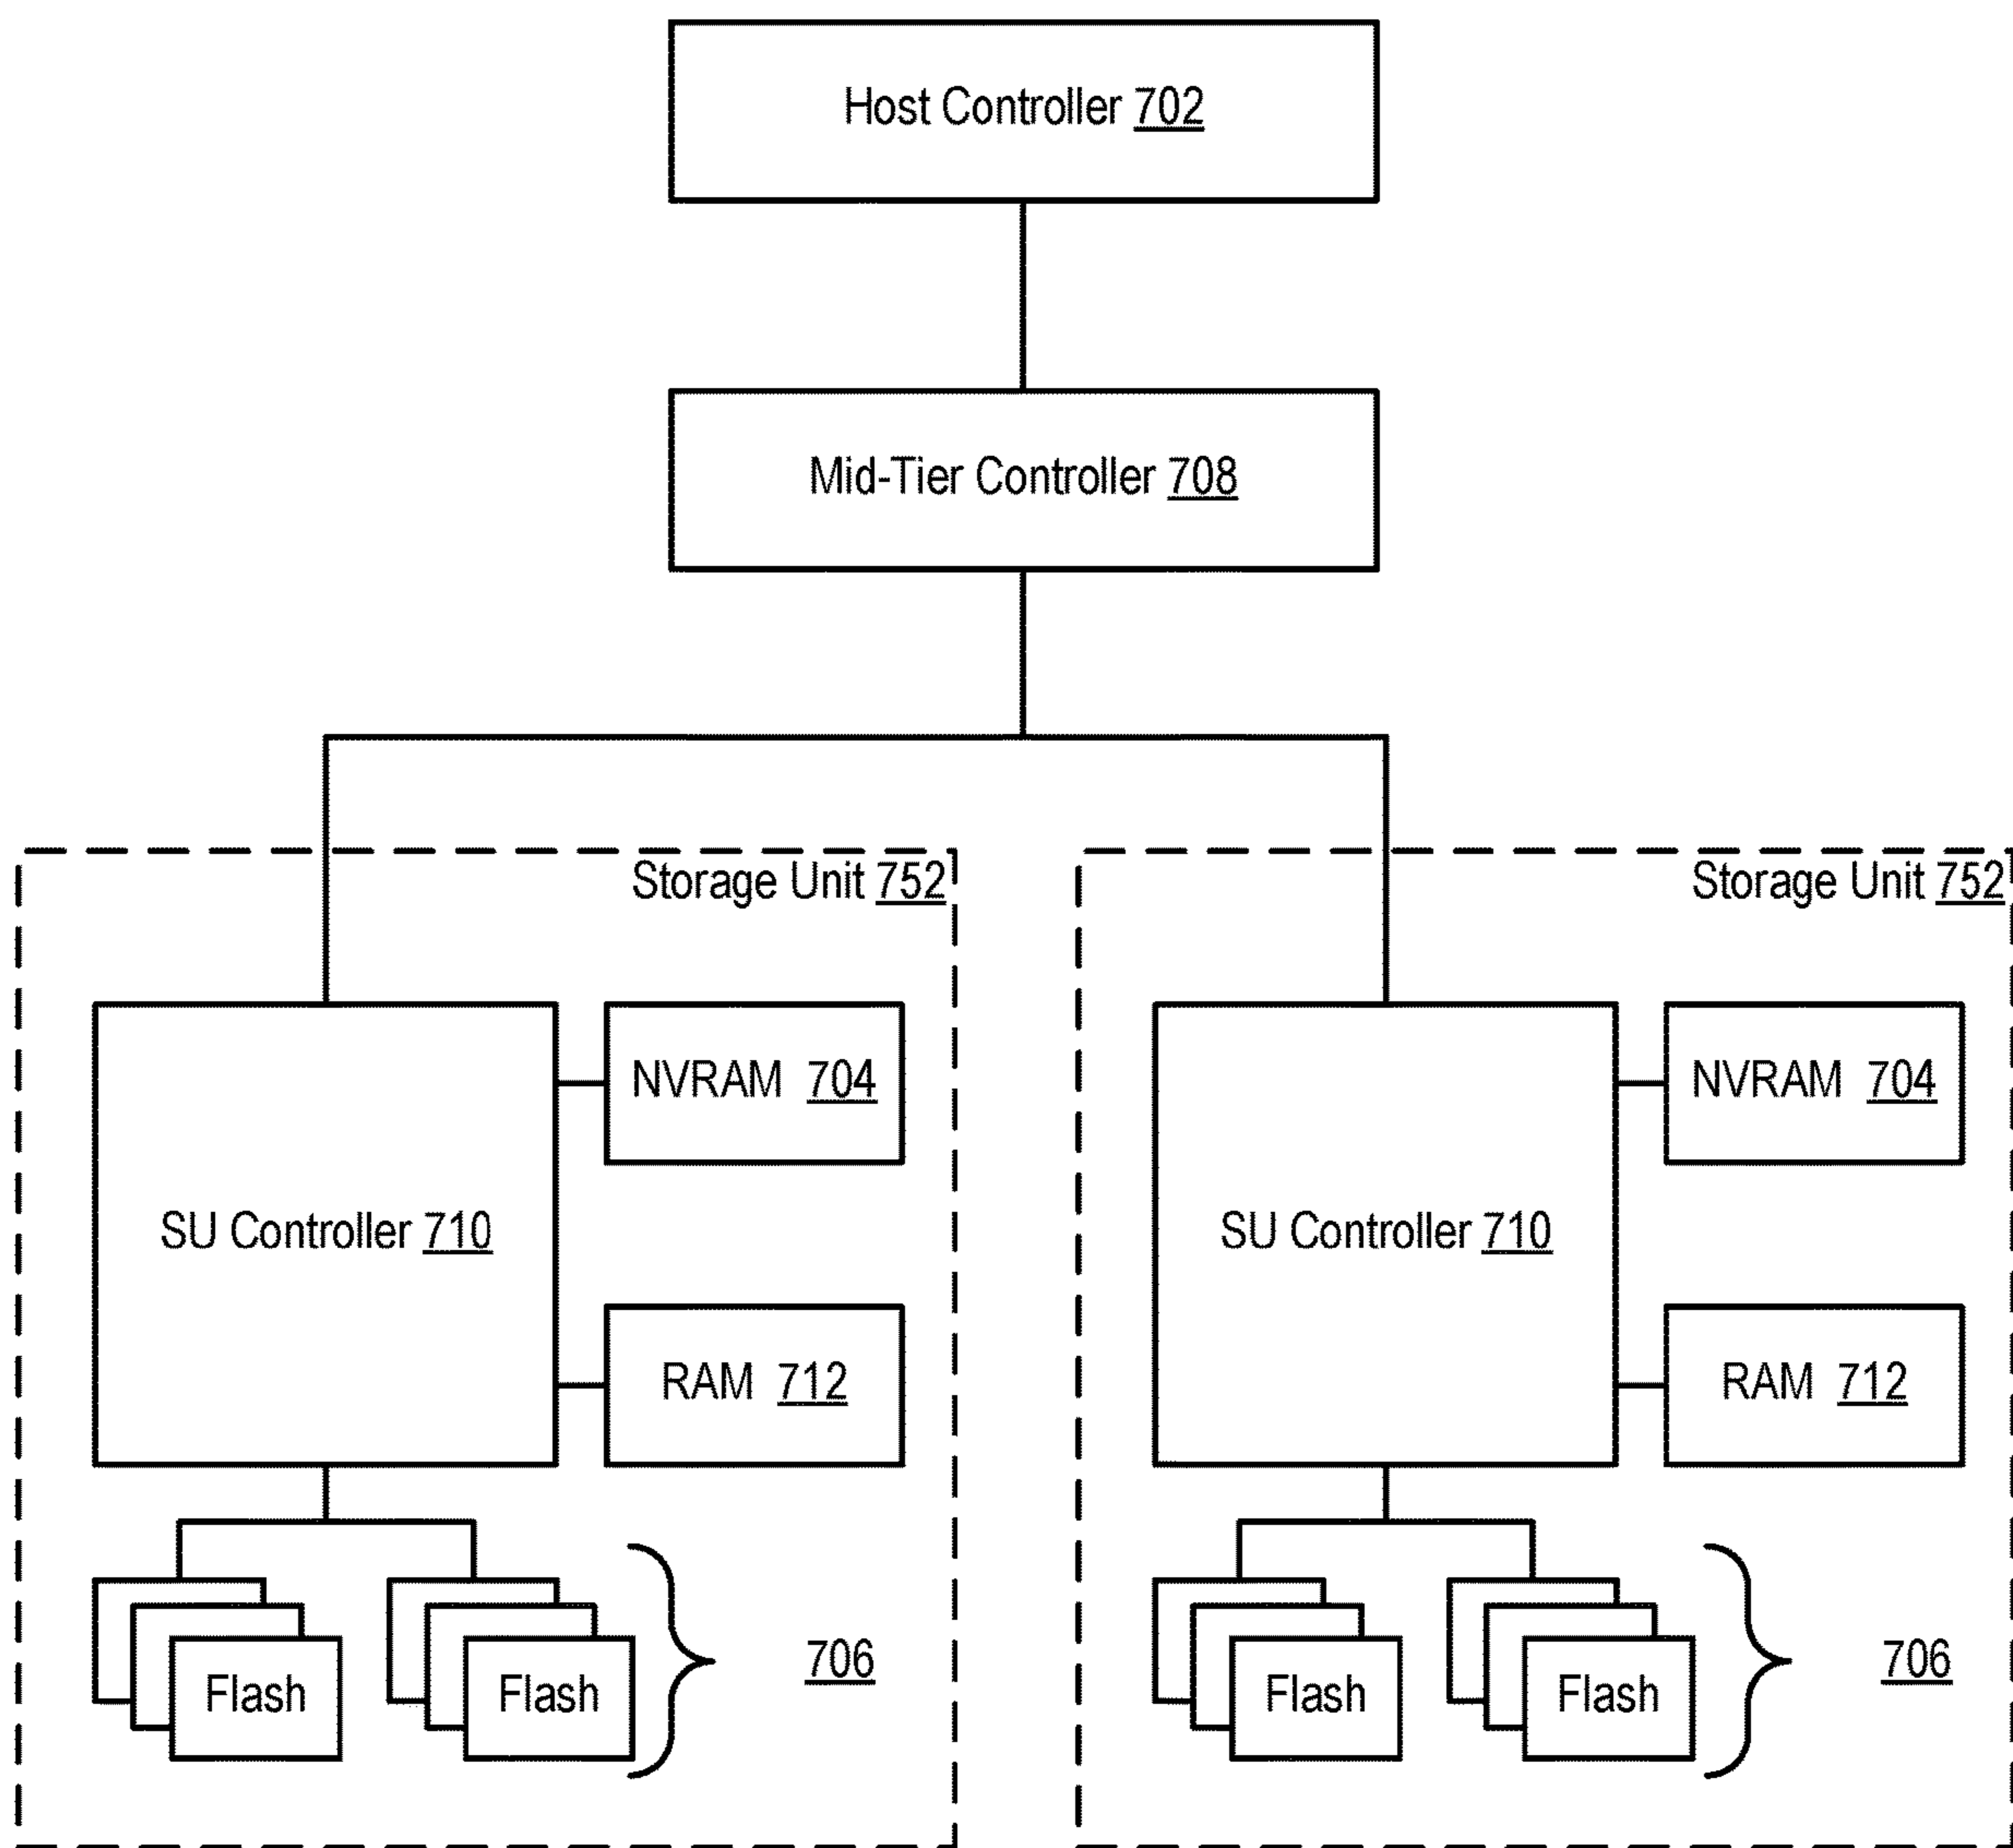 Host Controller 702
Mid-Tier Controller 708
Storage Unit 752
Storage Unit 752
NVRAM 704
SU Controller 710
RAM 712
Flash
Flash
706
NVRAM 704
SU Controller 710
RAM 712
Flash
Flash
706